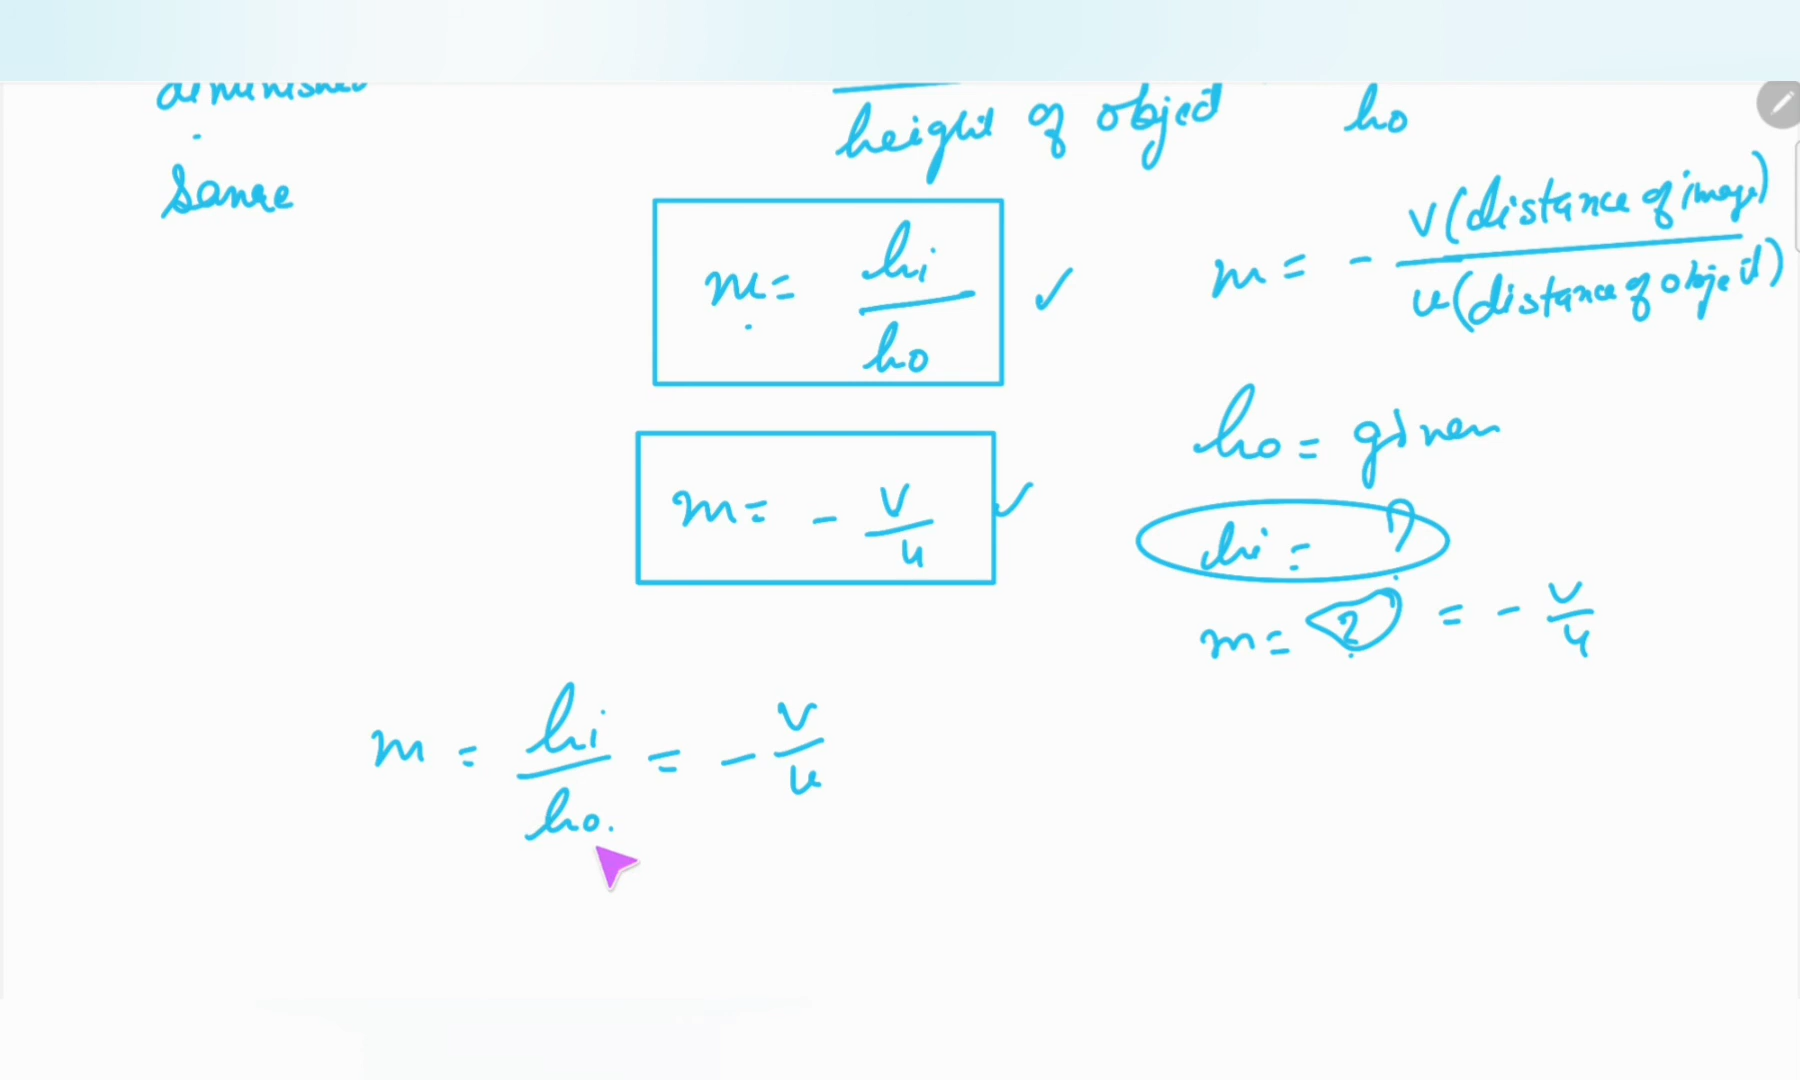 diminished
height of object ho
Same
m = hi / ho ✓
m = - v (distance of image) / u (distance of object)
ho = given
m = - v / u ✓
hi = ?
m = 2 = - v / u
m = hi / ho = - v / u